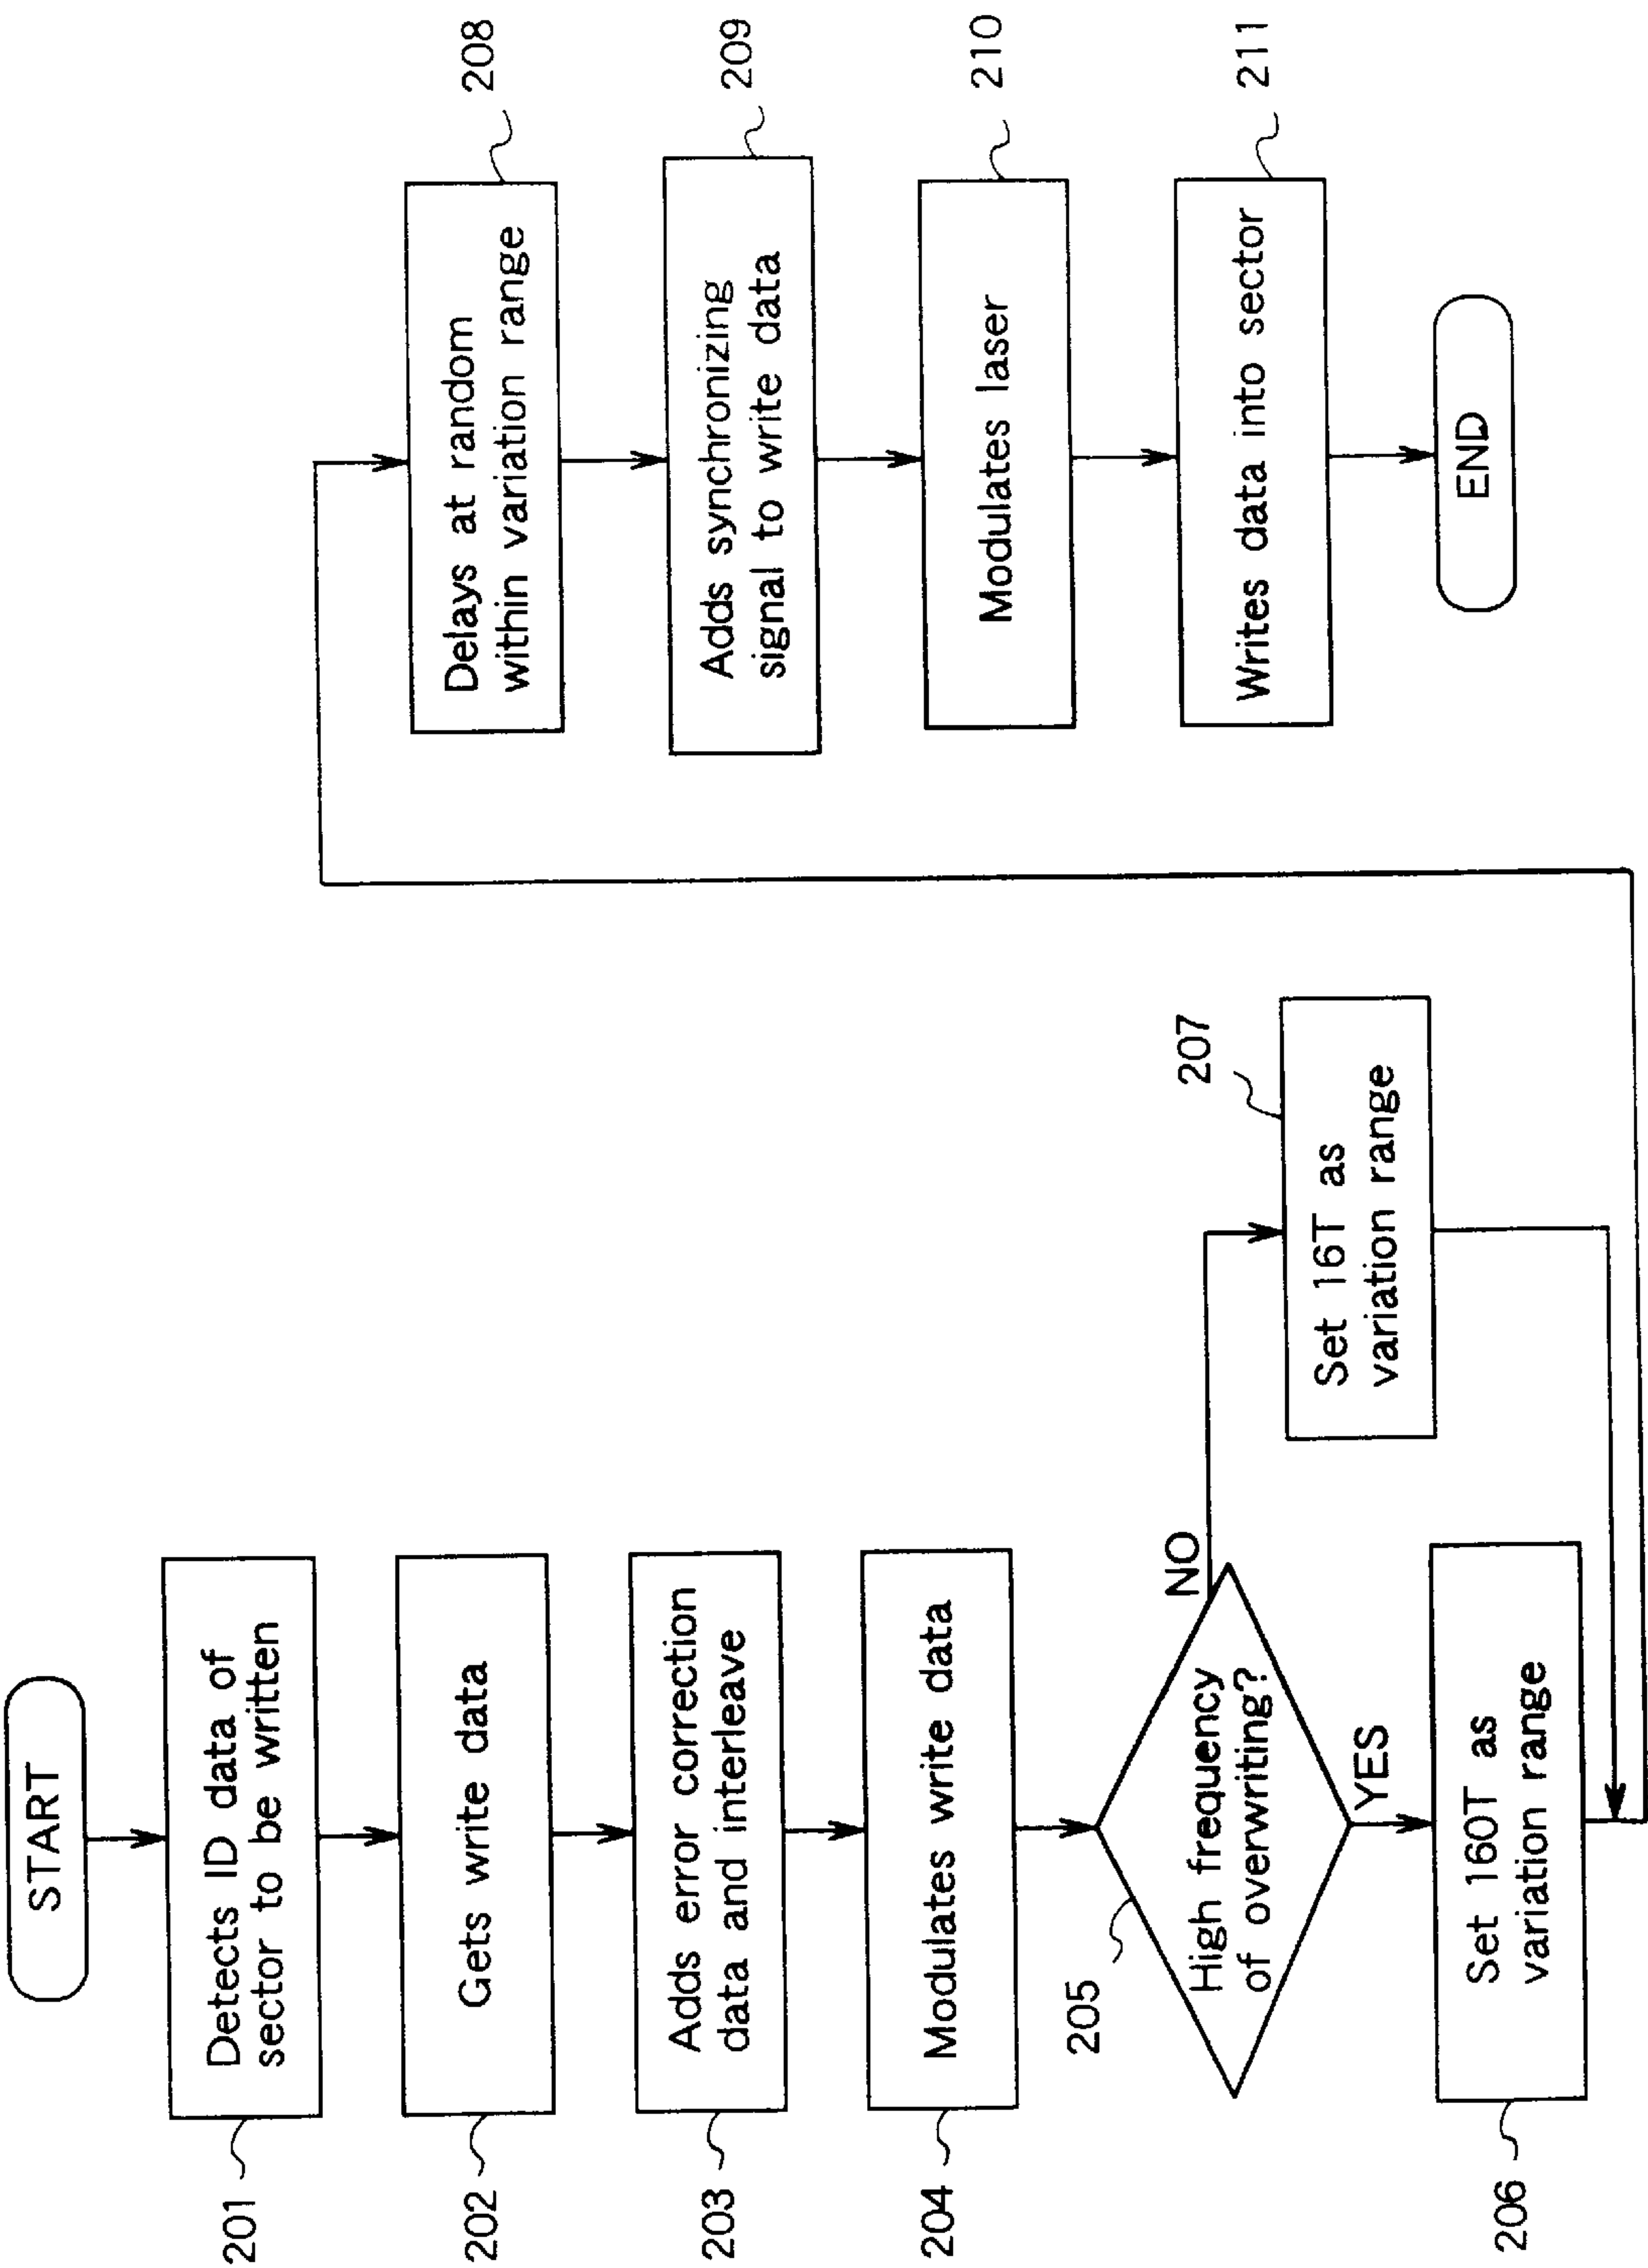 START
201
Detects ID data of
sector to be written
202
Gets write data
203
Adds error correction
data and interleave
204
Modulates write data
205
High frequency
of overwriting?
NO
YES
206
Set 160T as
variation range
207
Set 16T as
variation range
208
Delays at random
within variation range
209
Adds synchronizing
signal to write data
210
Modulates laser
211
Writes data into sector
END